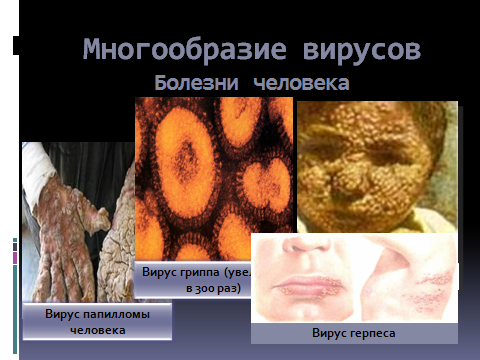 Многообразие вирусов
Болезни человека
Вирус гриппа (уве
в 300 раз)
Вирус папилломы
человека
Вирус герпеса